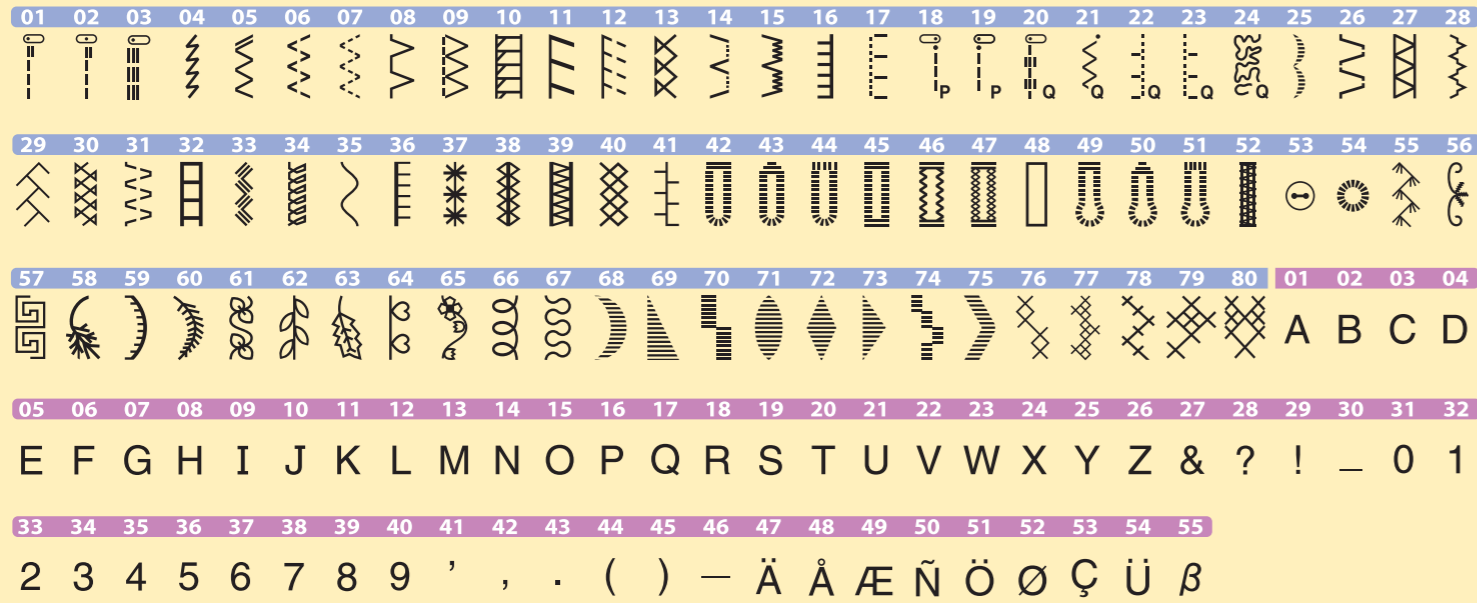 01 02 03 04 05 06 07 08 09 10 11 12 13 14 15 16 17 18 19 20 21 22 23 24 25 26 27 28
P P Q Q Q Q Q
29 30 31 32 33 34 35 36 37 38 39 40 41 42 43 44 45 46 47 48 49 50 51 52 53 54 55 56
57 58 59 60 61 62 63 64 65 66 67 68 69 70 71 72 73 74 75 76 77 78 79 80 01 02 03 04
A B C D
05 06 07 08 09 10 11 12 13 14 15 16 17 18 19 20 21 22 23 24 25 26 27 28 29 30 31 32
E F G H I J K L M N O P Q R S T U V W X Y Z & ? ! _ 0 1
33 34 35 36 37 38 39 40 41 42 43 44 45 46 47 48 49 50 51 52 53 54 55
2 3 4 5 6 7 8 9 ’ , . ( ) — Ä Å Æ Ñ Ö Ø Ç Ü β